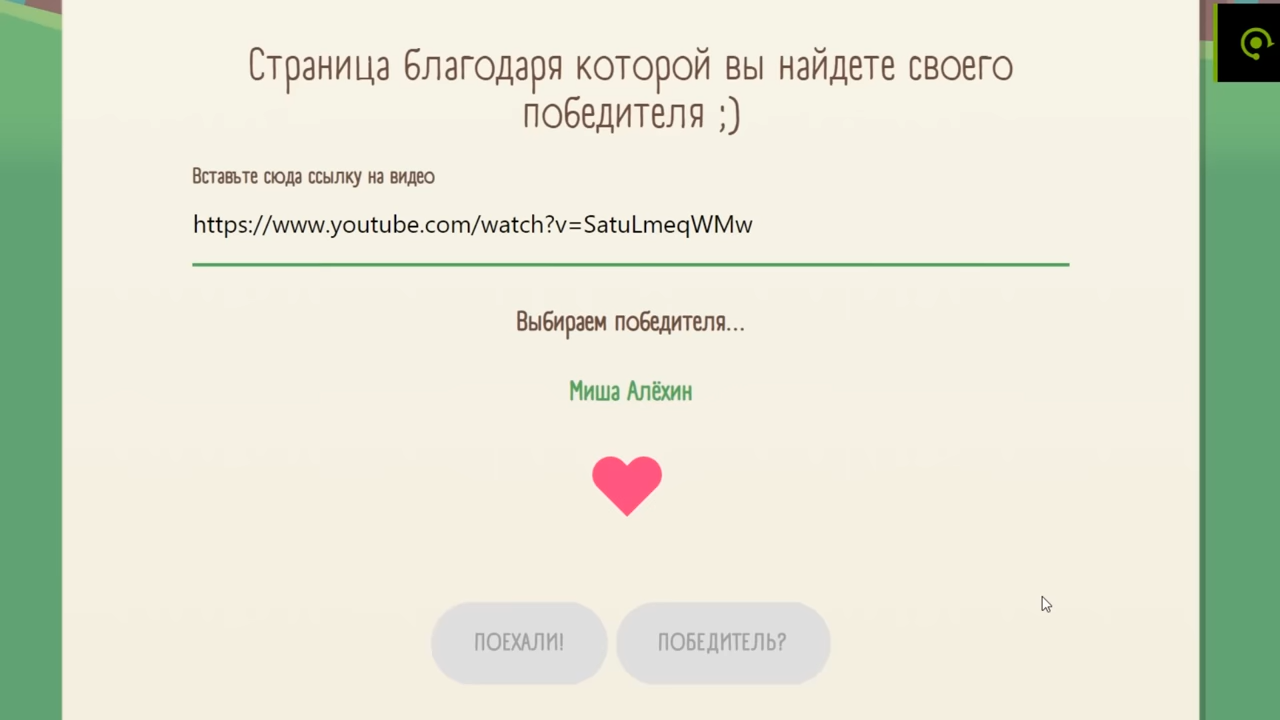 Страница благодаря которой вы найдете своего
победителя ;)
Вставьте сюда ссылку на видео
https://www.youtube.com/watch?v=SatuLmeqWMw
Выбираем победителя...
Миша Алёхин
ПОЕХАЛИ!
ПОБЕДИТЕЛЬ?